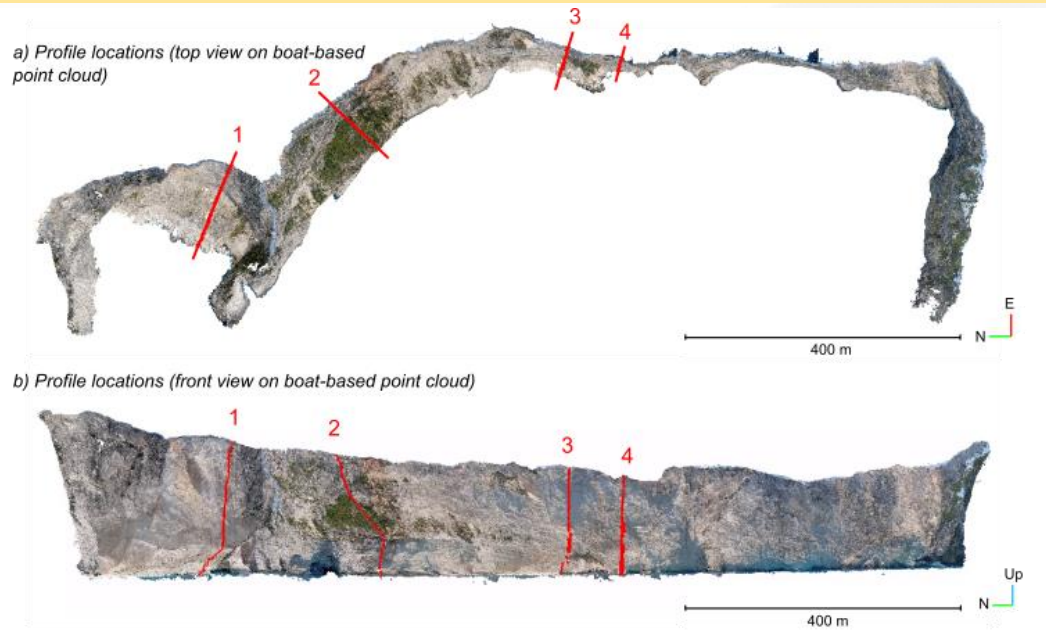 a) Profile locations (top view on boat-based
point cloud)
1
2
3
4
E
N
400 m
b) Profile locations (front view on boat-based point cloud)
1
2
3
4
Up
N
400 m